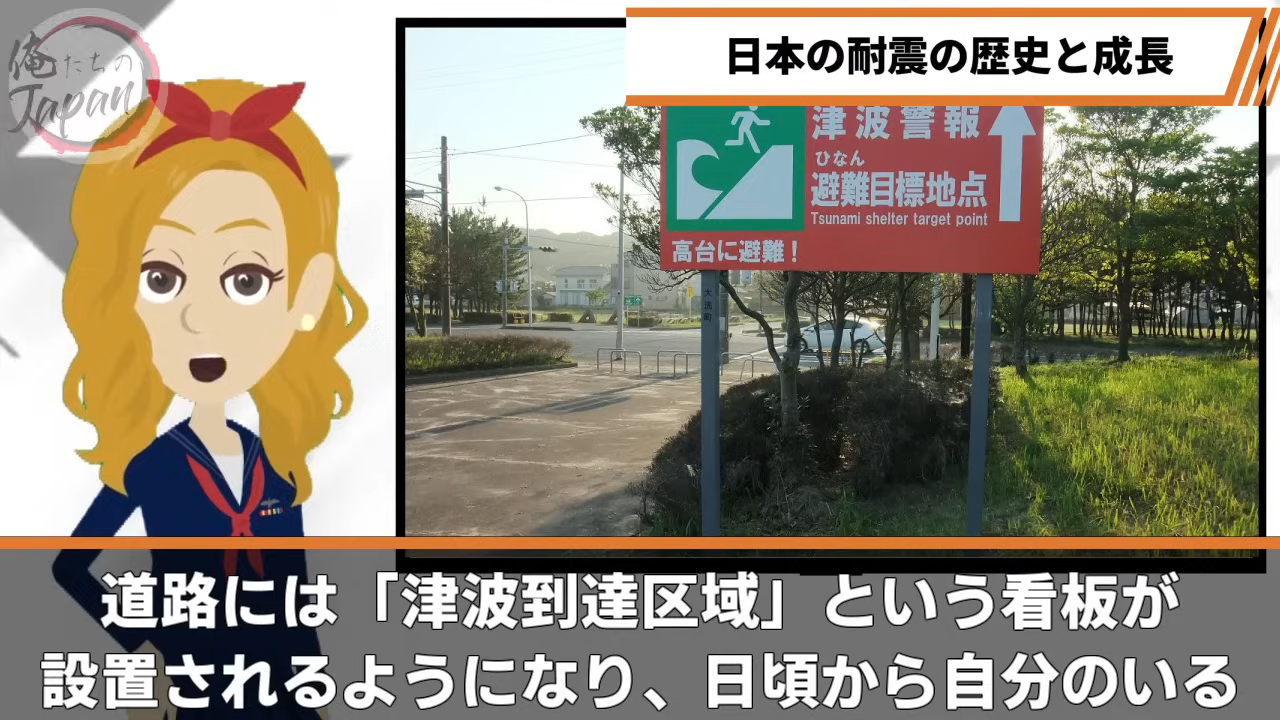 俺たちの
Japan
日本の耐震の歴史と成長
津波警報
ひなん
避難目標地点
Tsunami shelter target point
高台に避難！
大洗町
道路には「津波到達区域」という看板が
設置されるようになり、日頃から自分のいる